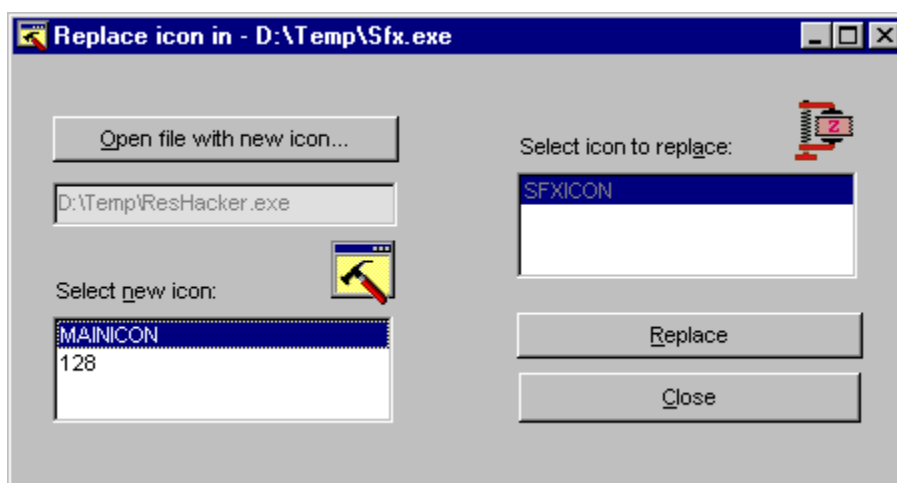 Replace icon in - D:\Temp\Sfx.exe
Open file with new icon...
D:\Temp\ResHacker.exe
Select new icon:
MAINICON
128
Select icon to replace:
Z
SFXICON
Replace
Close